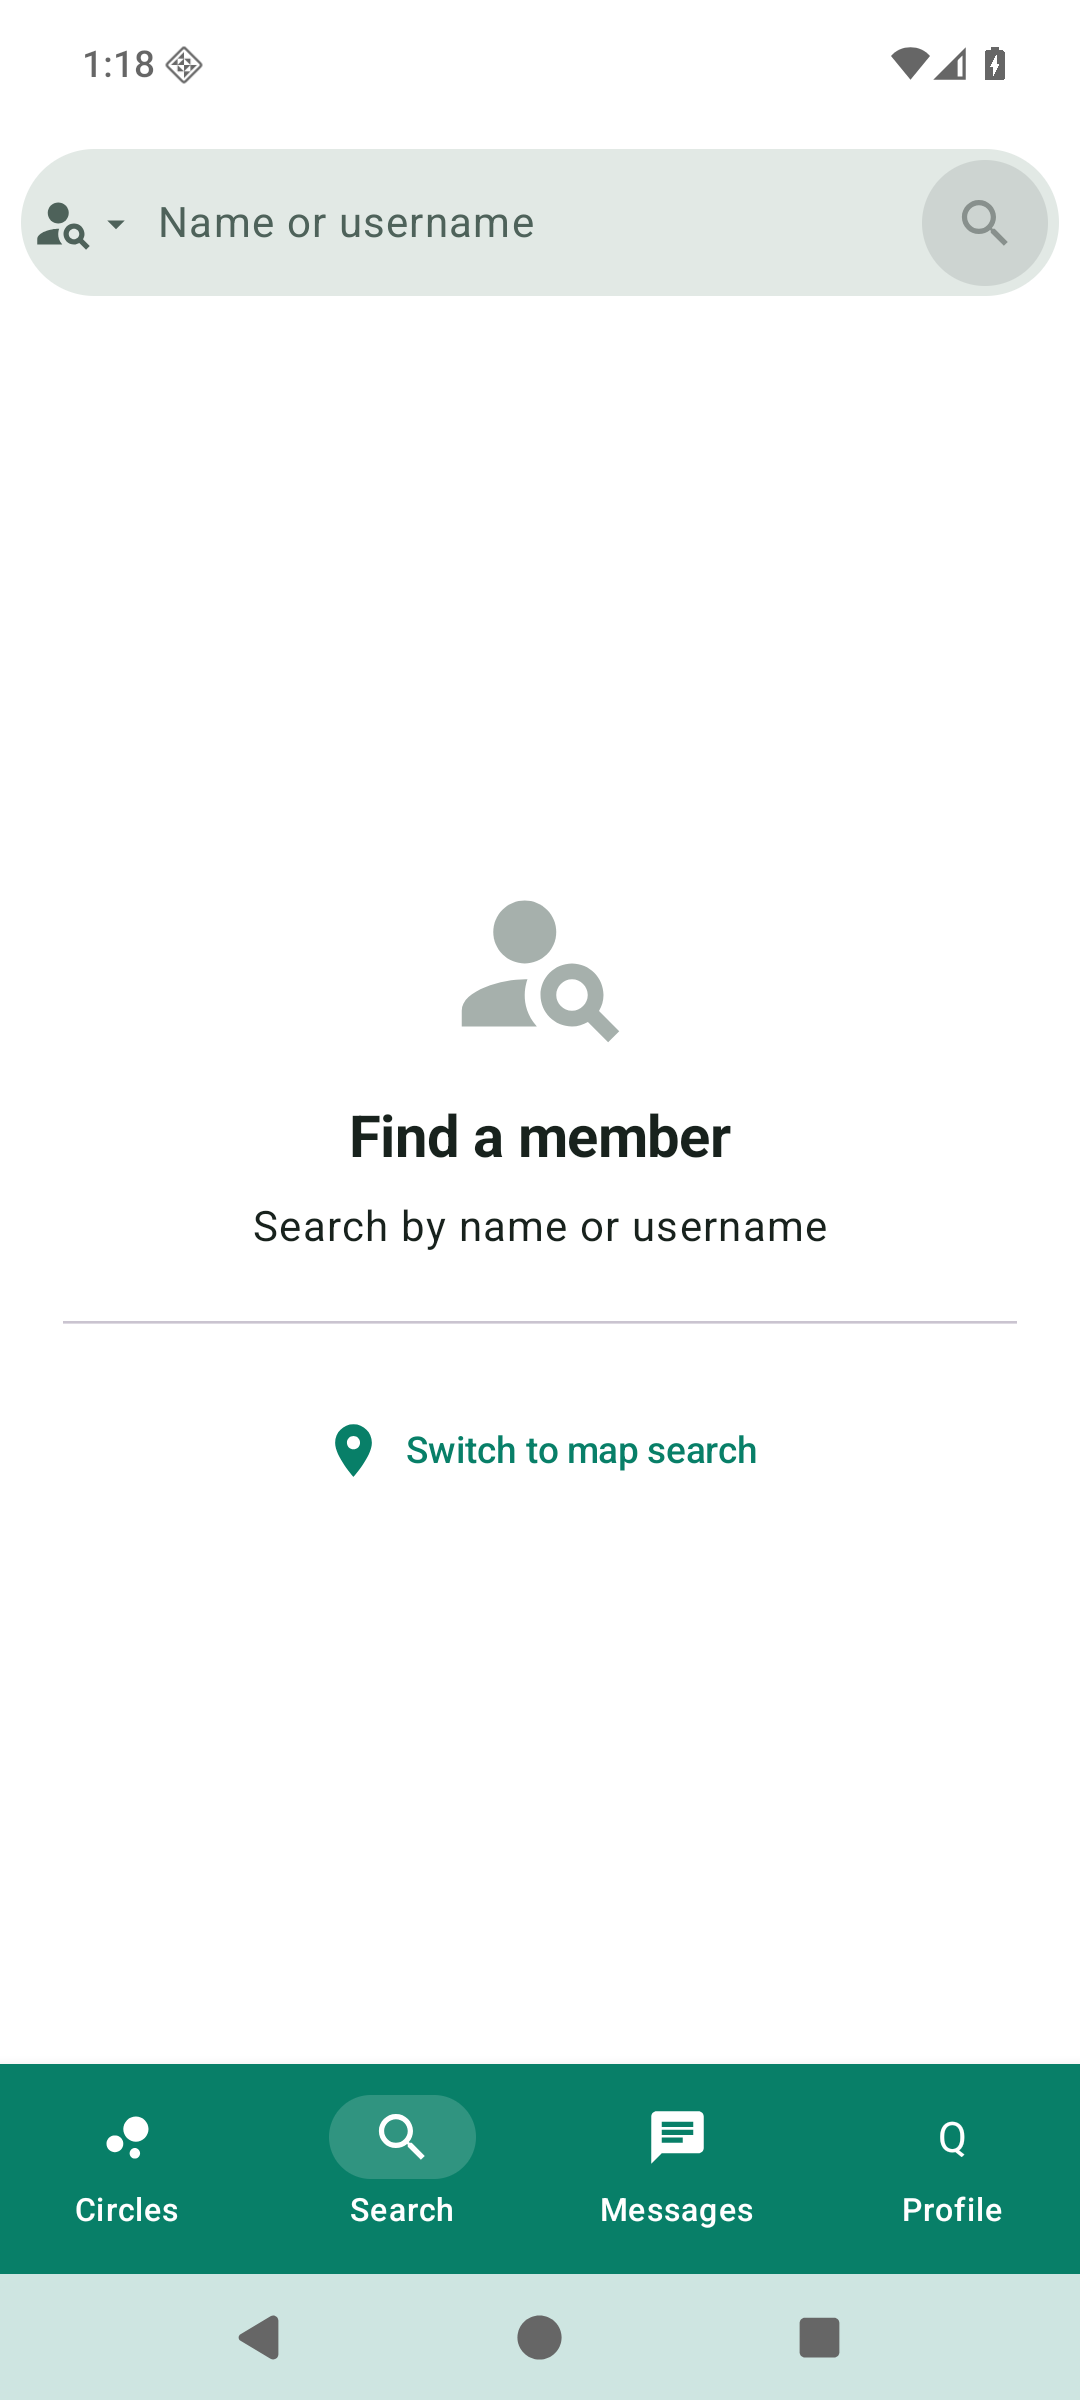 1:18
Name or username
Find a member
Search by name or username
Switch to map search
Q
Circles
Search
Messages
Profile